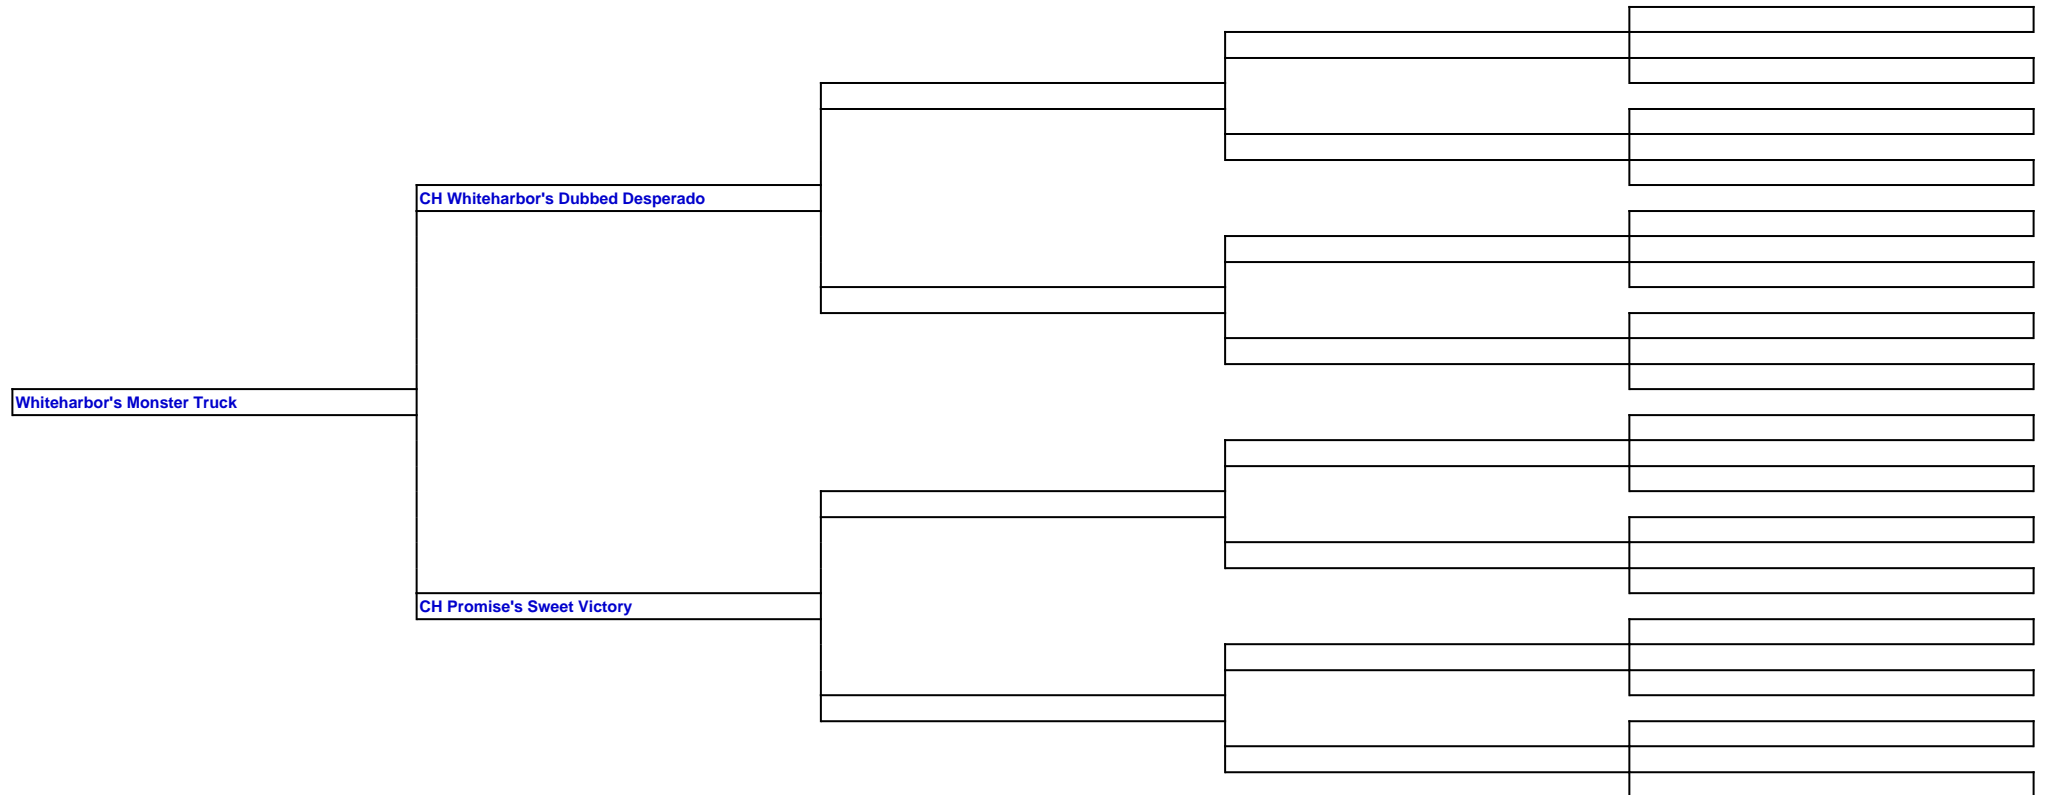 CH Whiteharbor's Dubbed Desperado
Whiteharbor's Monster Truck
CH Promise's Sweet Victory